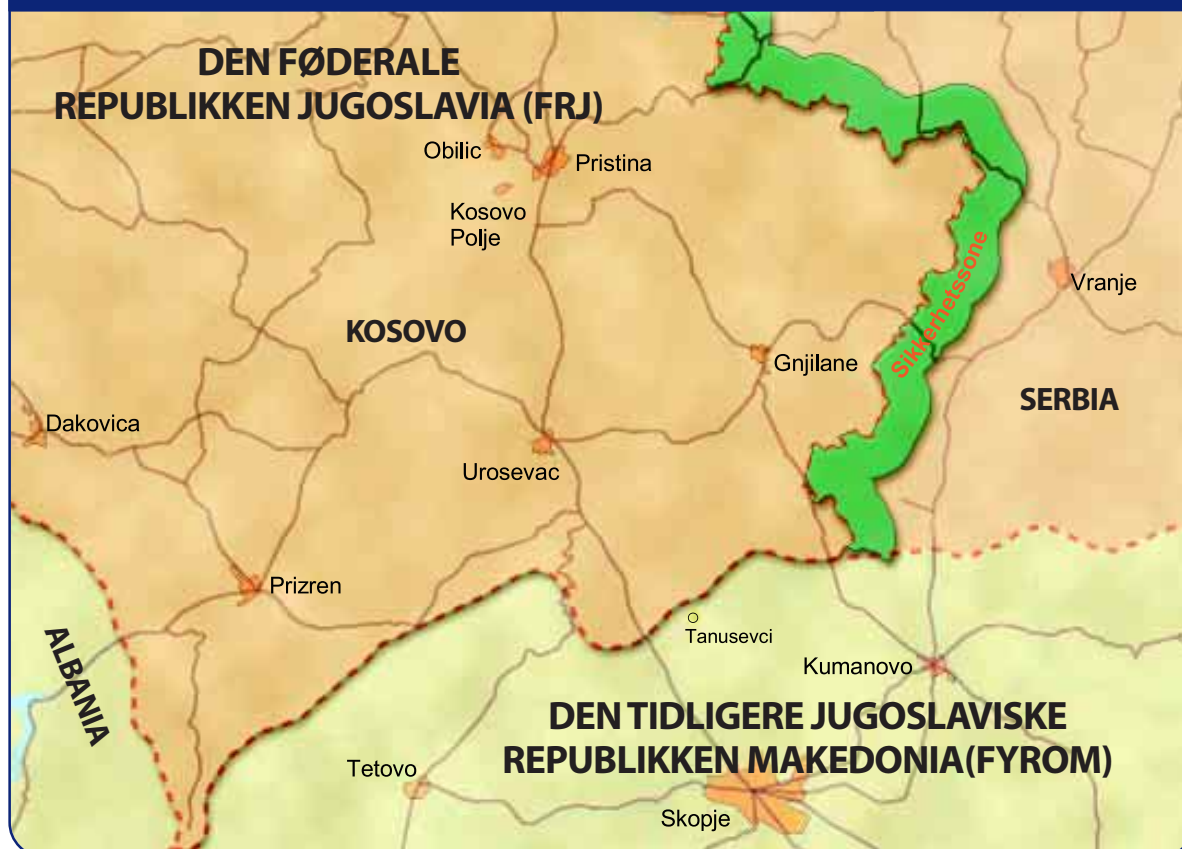 DEN FØDERALE
REPUBLIKKEN JUGOSLAVIA (FRJ)
Obilic
Pristina
Kosovo
Polje
Vranje
Sikkerhetssone
KOSOVO
Gnjilane
SERBIA
Dakovica
Urosevac
Prizren
Tanusevci
ALBANIA
Kumanovo
DEN TIDLIGERE JUGOSLAVISKE
REPUBLIKKEN MAKEDONIA(FYROM)
Tetovo
Skopje